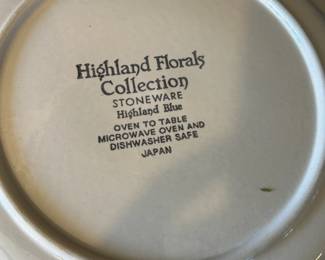 Highland Florals
Collection
STONEWARE
Highland Blue
OVEN TO TABLE
MICROWAVE OVEN AND
DISHWASHER SAFE
JAPAN